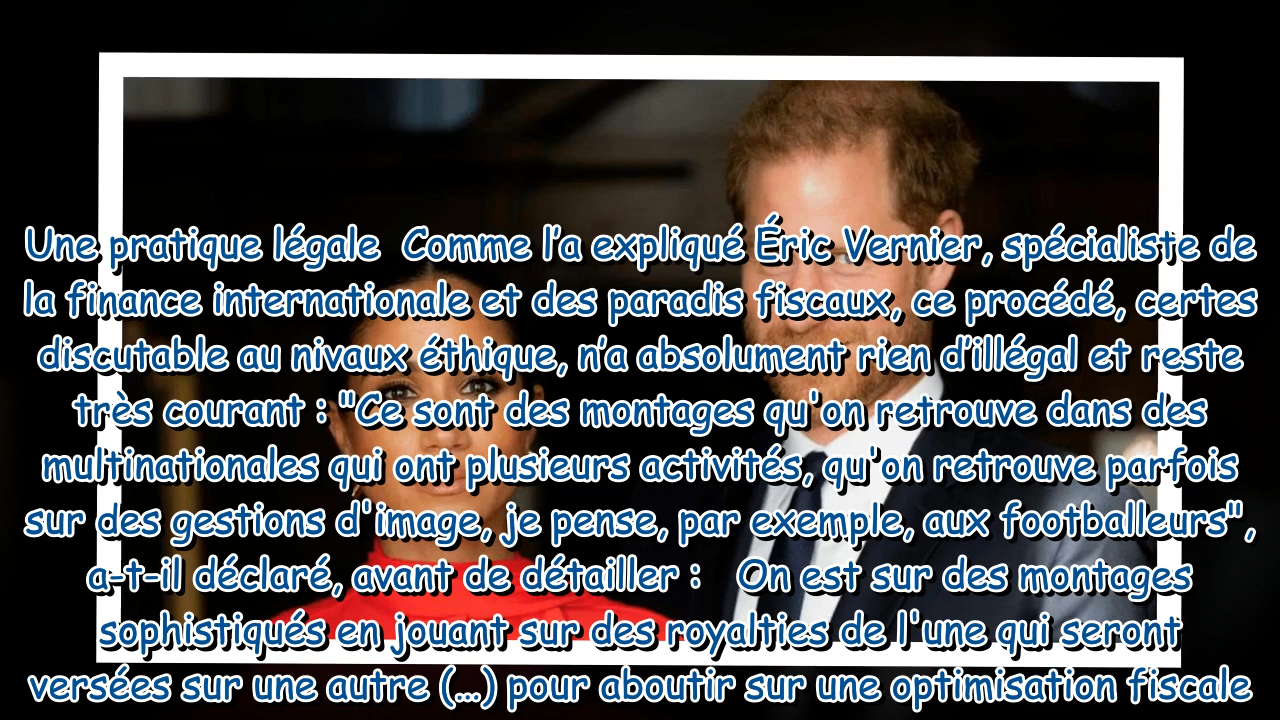 Une pratique légale  Comme l’a expliqué Éric Vernier, spécialiste de
la finance internationale et des paradis fiscaux, ce procédé, certes
discutable au nivaux éthique, n’a absolument rien d’illégal et reste
très courant : "Ce sont des montages qu'on retrouve dans des
multinationales qui ont plusieurs activités, qu'on retrouve parfois
sur des gestions d'image, je pense, par exemple, aux footballeurs",
a-t-il déclaré, avant de détailler :   On est sur des montages
sophistiqués en jouant sur des royalties de l'une qui seront
versées sur une autre (...) pour aboutir sur une optimisation fiscale